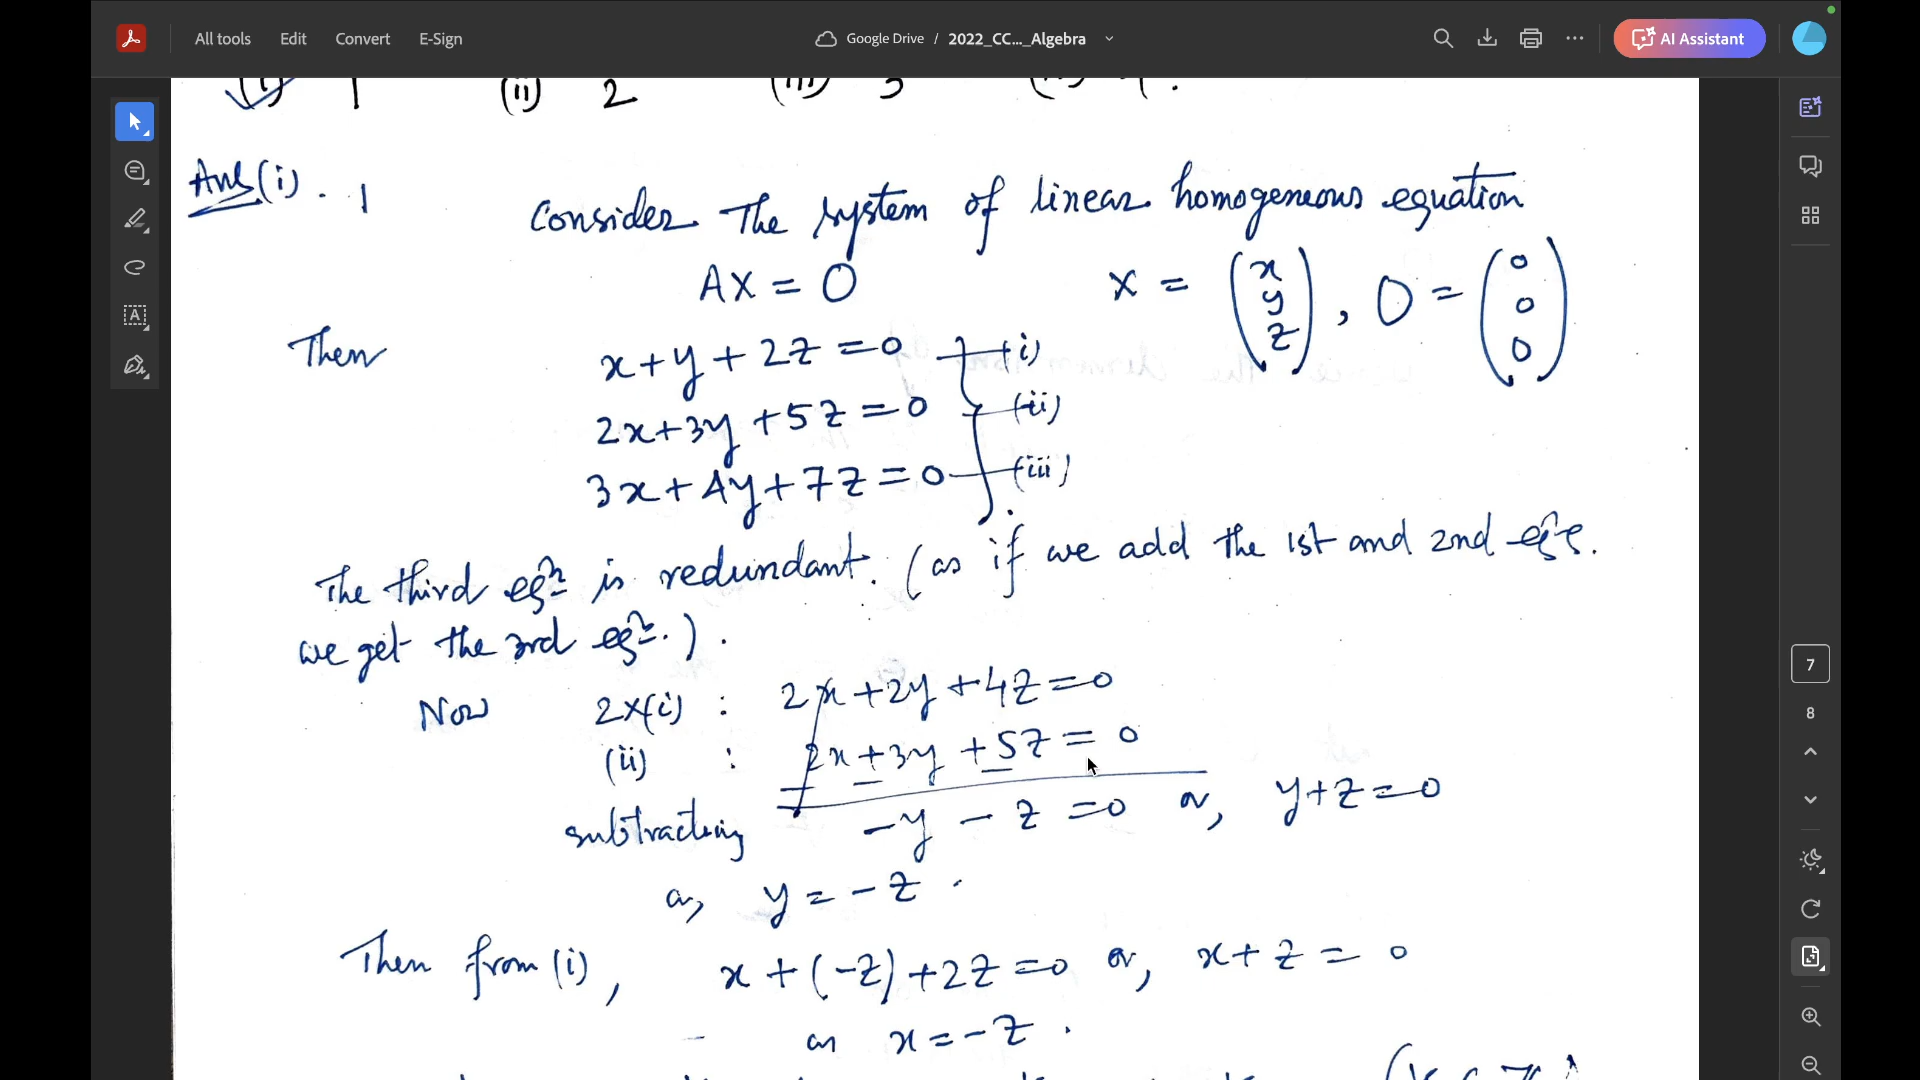 All tools Edit Convert E-Sign Google Drive / 2022_CC..._Algebra AI Assistant
(i) 1 (ii) 2 (iii) 3
Ans (i). 1
Consider The system of linear homogeneous equation
AX = O X = (x y z), O = (0 0 0)
Then x+y+2z=0 (i)
2x+3y+5z=0 (ii)
3x+4y+7z=0 (iii)
The third eqn is redundant. (as if we add the 1st and 2nd eqs.
we get the 3rd eqn.).
Now 2×(i) : 2x+2y+4z=0
(ii) : 2x+3y+5z=0
subtracting -y-z=0 or, y+z=0
or, y=-z.
Then from (i), x+(-z)+2z=0 or, x+z=0
or x=-z.
7
8